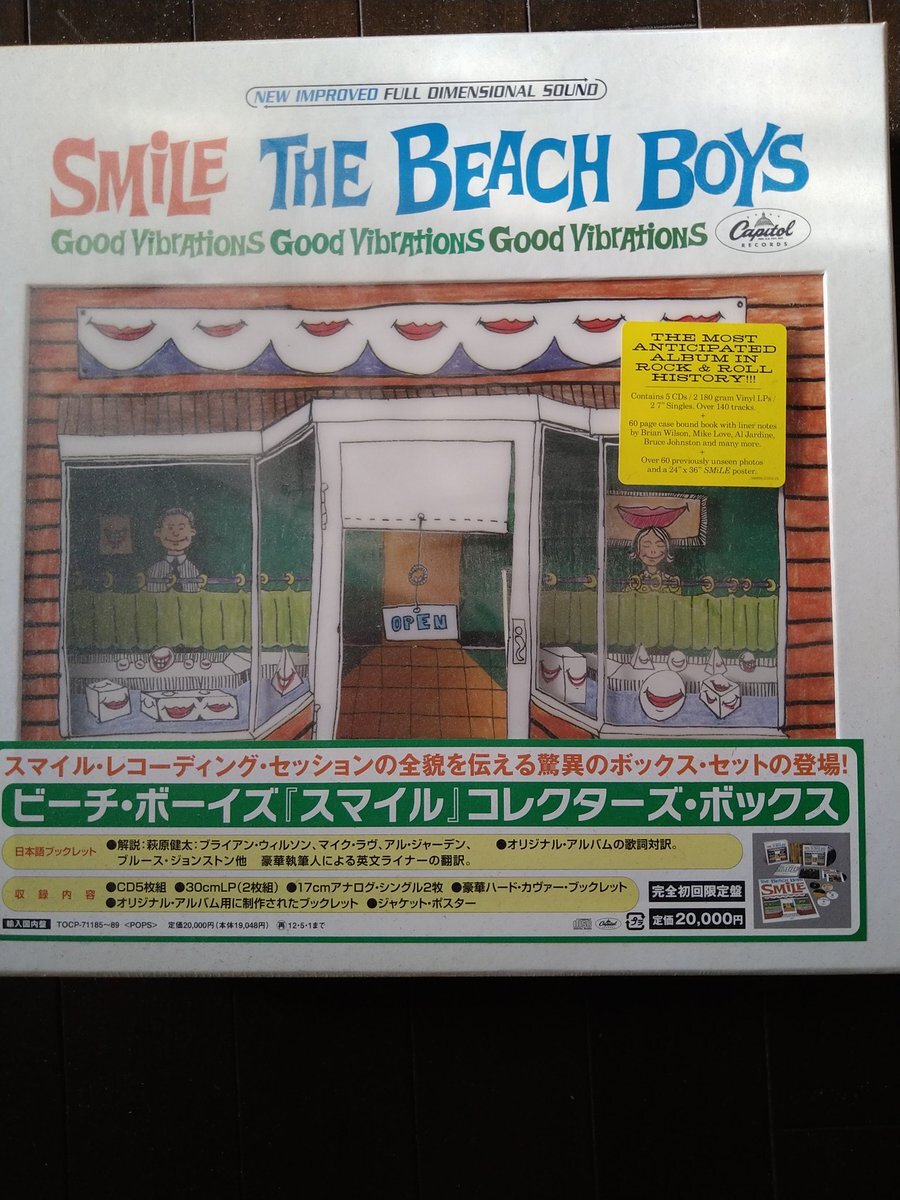 NEW IMPROVED FULL DIMENSIONAL SOUND
SMiLE THE BEACH BOYS
Good Vibrations Good Vibrations Good Vibrations
Capitol
RECORDS
THE MOST
ANTICIPATED
ALBUM IN
ROCK & ROLL
HISTORY!!!
Contains 5 CDs / 2 180 gram Vinyl LPs /
2 7" Singles. Over 140 tracks.
+
60 page case bound book with liner notes
by Brian Wilson, Mike Love, Al Jardine,
Bruce Johnston and many more.
+
Over 60 previously unseen photos
and a 24" x 36" SMiLE poster.
OPEN
スマイル・レコーディング・セッションの全貌を伝える驚異のボックス・セットの登場!
ビーチ・ボーイズ『スマイル』コレクターズ・ボックス
日本語ブックレット
●解説:萩原健太:ブライアン・ウィルソン、マイク・ラヴ、アル・ジャーデン、
ブルース・ジョンストン他 豪華執筆人による英文ライナーの翻訳。
●オリジナル・アルバムの歌詞対訳。
収録内容
●CD5枚組 ●30cmLP(2枚組) ●17cmアナログ・シングル2枚 ●豪華ハード・カヴァー・ブックレット
●オリジナル・アルバム用に制作されたブックレット ●ジャケット・ポスター
完全初回限定盤
定価20,000円
THE BEACH BOYS
SMiLE
輸入国内盤 TOCP-71185~89 <POPS> 定価20,000円(本体19,048円) 再 12・5・1まで
Capitol